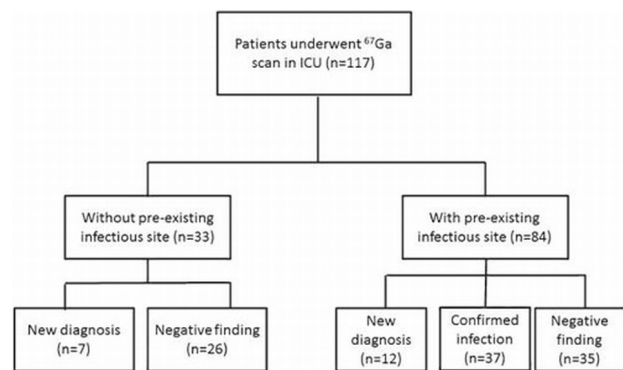 Patients underwent ⁶⁷Ga
scan in ICU (n=117)
Without pre-existing
infectious site (n=33)
With pre-existing
infectious site (n=84)
New diagnosis
(n=7)
Negative finding
(n=26)
New
diagnosis
(n=12)
Confirmed
infection
(n=37)
Negative
finding
(n=35)